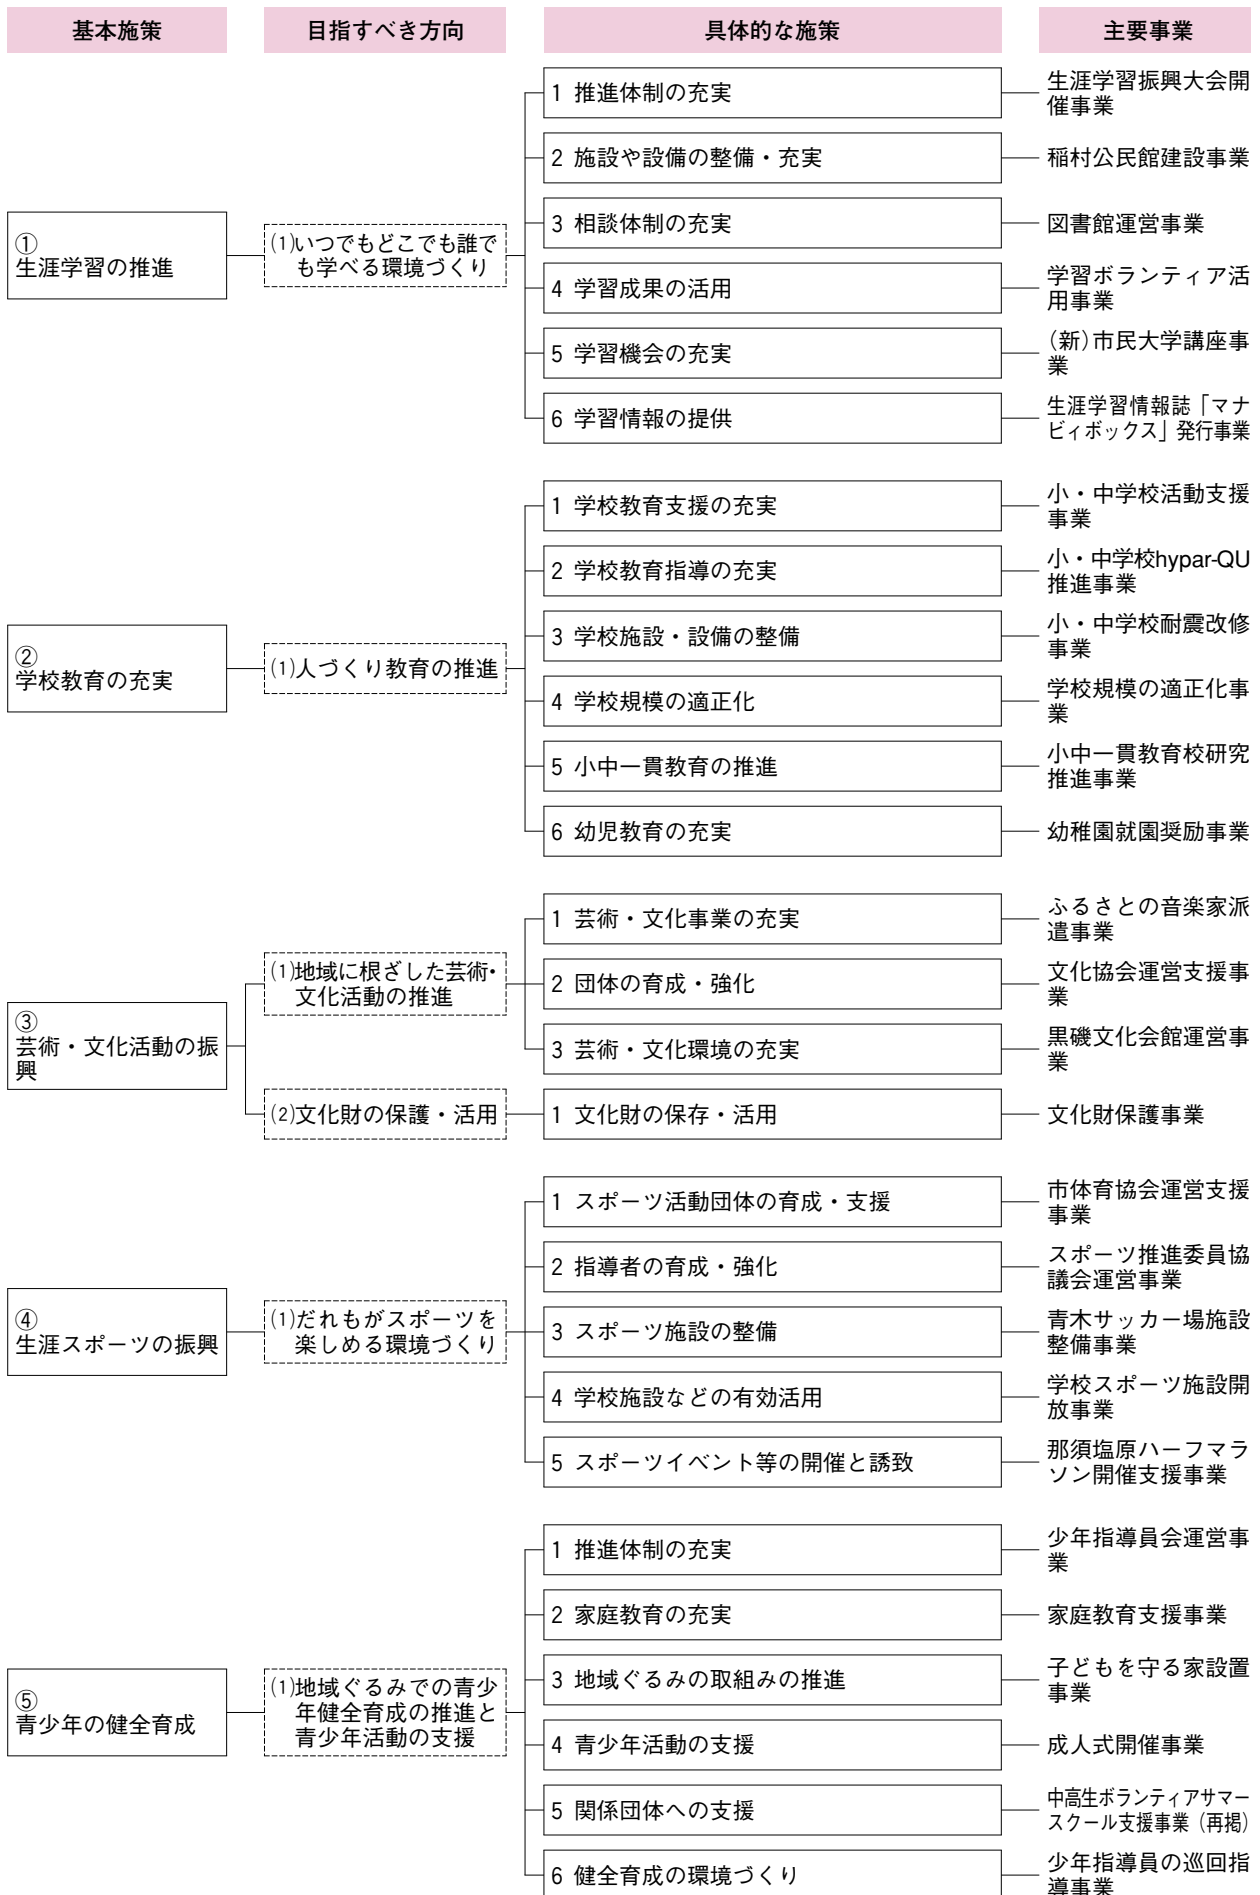 基本施策
目指すべき方向
具体的な施策
主要事業
①
生涯学習の推進
(1)いつでもどこでも誰で
も学べる環境づくり
1 推進体制の充実
生涯学習振興大会開
催事業
2 施設や設備の整備・充実
稲村公民館建設事業
3 相談体制の充実
図書館運営事業
4 学習成果の活用
学習ボランティア活
用事業
5 学習機会の充実
(新)市民大学講座事
業
6 学習情報の提供
生涯学習情報誌「マナ
ビィボックス」発行事業
②
学校教育の充実
(1)人づくり教育の推進
1 学校教育支援の充実
小・中学校活動支援
事業
2 学校教育指導の充実
小・中学校hypar-QU
推進事業
3 学校施設・設備の整備
小・中学校耐震改修
事業
4 学校規模の適正化
学校規模の適正化事
業
5 小中一貫教育の推進
小中一貫教育校研究
推進事業
6 幼児教育の充実
幼稚園就園奨励事業
③
芸術・文化活動の振
興
(1)地域に根ざした芸術・
文化活動の推進
1 芸術・文化事業の充実
ふるさとの音楽家派
遣事業
2 団体の育成・強化
文化協会運営支援事
業
3 芸術・文化環境の充実
黒磯文化会館運営事
業
(2)文化財の保護・活用
1 文化財の保存・活用
文化財保護事業
④
生涯スポーツの振興
(1)だれもがスポーツを
楽しめる環境づくり
1 スポーツ活動団体の育成・支援
市体育協会運営支援
事業
2 指導者の育成・強化
スポーツ推進委員協
議会運営事業
3 スポーツ施設の整備
青木サッカー場施設
整備事業
4 学校施設などの有効活用
学校スポーツ施設開
放事業
5 スポーツイベント等の開催と誘致
那須塩原ハーフマラ
ソン開催支援事業
⑤
青少年の健全育成
(1)地域ぐるみでの青少
年健全育成の推進と
青少年活動の支援
1 推進体制の充実
少年指導員会運営事
業
2 家庭教育の充実
家庭教育支援事業
3 地域ぐるみの取組みの推進
子どもを守る家設置
事業
4 青少年活動の支援
成人式開催事業
5 関係団体への支援
中高生ボランティアサマー
スクール支援事業(再掲)
6 健全育成の環境づくり
少年指導員の巡回指
導事業